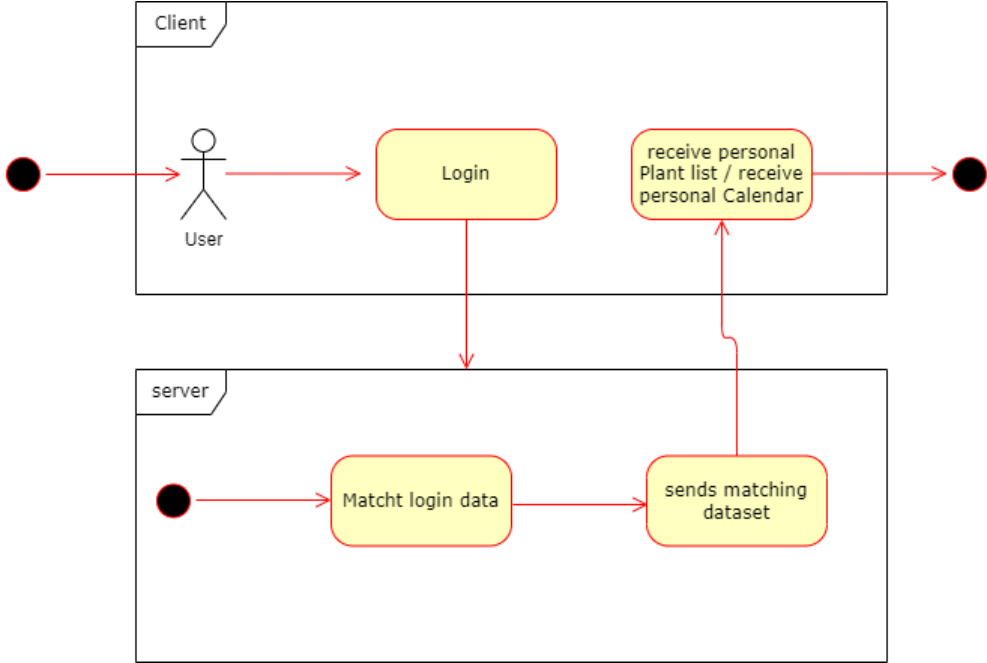 Client
User
Login
receive personal
Plant list / receive
personal Calendar
server
Matcht login data
sends matching
dataset